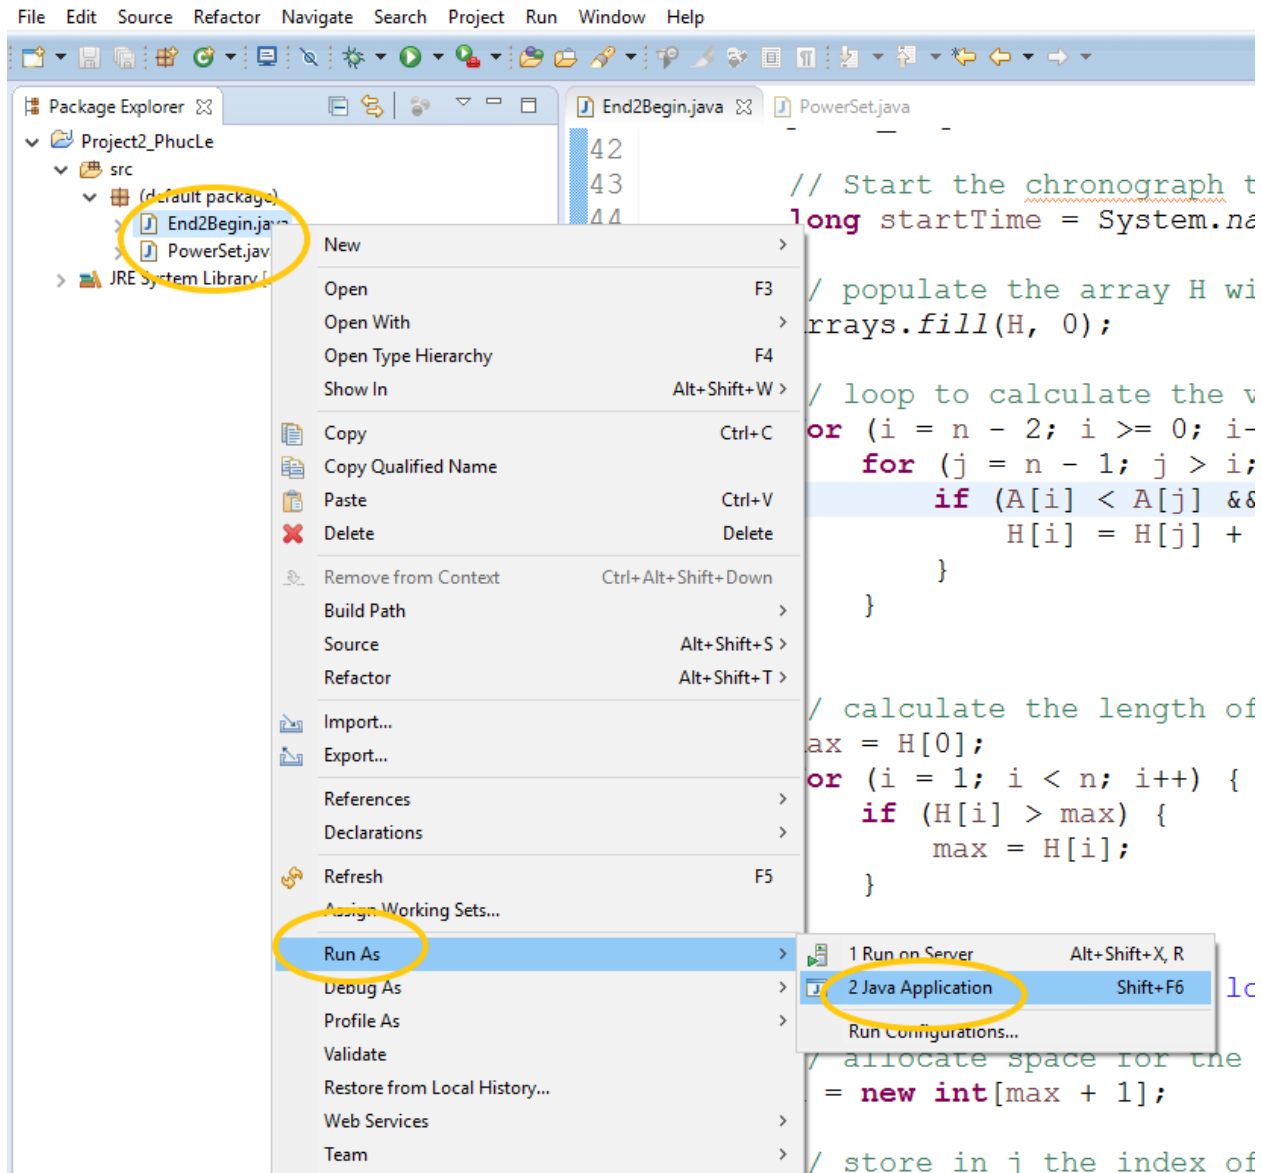 File Edit Source Refactor Navigate Search Project Run Window Help
Package Explorer
Project2_PhucLe
src
(default package)
End2Begin.java
PowerSet.jav
JRE System Library [
End2Begin.java PowerSet.java
42
43 // Start the chronograph t
44 long startTime = System.na
/ populate the array H wi
rrays.fill(H, 0);
/ loop to calculate the v
or (i = n - 2; i >= 0; i-
for (j = n - 1; j > i;
if (A[i] < A[j] &&
H[i] = H[j] +
}
}
/ calculate the length of
ax = H[0];
or (i = 1; i < n; i++) {
if (H[i] > max) {
max = H[i];
}
lo
/ allocate space for the
= new int[max + 1];
/ store in j the index of
New
Open F3
Open With
Open Type Hierarchy F4
Show In Alt+Shift+W
Copy Ctrl+C
Copy Qualified Name
Paste Ctrl+V
Delete Delete
Remove from Context Ctrl+Alt+Shift+Down
Build Path
Source Alt+Shift+S
Refactor Alt+Shift+T
Import...
Export...
References
Declarations
Refresh F5
Assign Working Sets...
Run As
Debug As
Profile As
Validate
Restore from Local History...
Web Services
Team
1 Run on Server Alt+Shift+X, R
2 Java Application Shift+F6
Run Configurations...